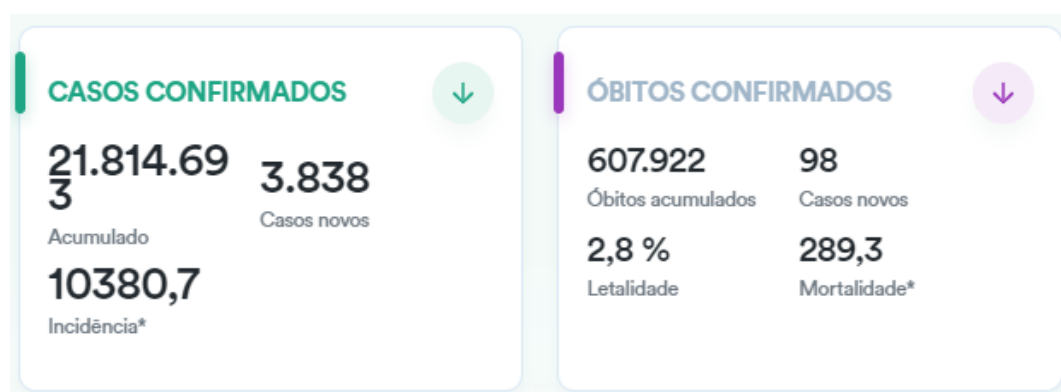 CASOS CONFIRMADOS
21.814.69
3
Acumulado
3.838
Casos novos
10380,7
Incidência*
ÓBITOS CONFIRMADOS
607.922
Óbitos acumulados
98
Casos novos
2,8 %
Letalidade
289,3
Mortalidade*